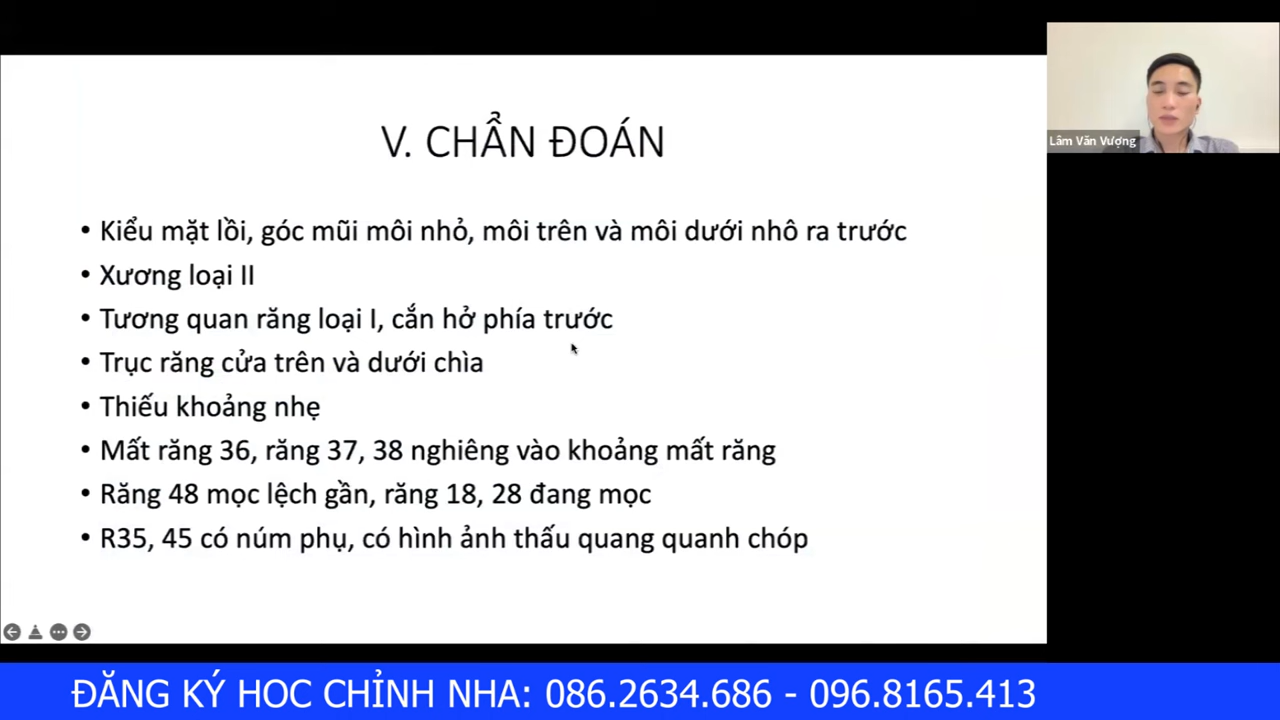 V. CHẨN ĐOÁN
• Kiểu mặt lồi, góc mũi môi nhỏ, môi trên và môi dưới nhô ra trước
• Xương loại II
• Tương quan răng loại I, cắn hở phía trước
• Trục răng cửa trên và dưới chìa
• Thiếu khoảng nhẹ
• Mất răng 36, răng 37, 38 nghiêng vào khoảng mất răng
• Răng 48 mọc lệch gần, răng 18, 28 đang mọc
• R35, 45 có núm phụ, có hình ảnh thấu quang quanh chóp
Lâm Văn Vượng
ĐĂNG KÝ HOC CHỈNH NHA: 086.2634.686 - 096.8165.413